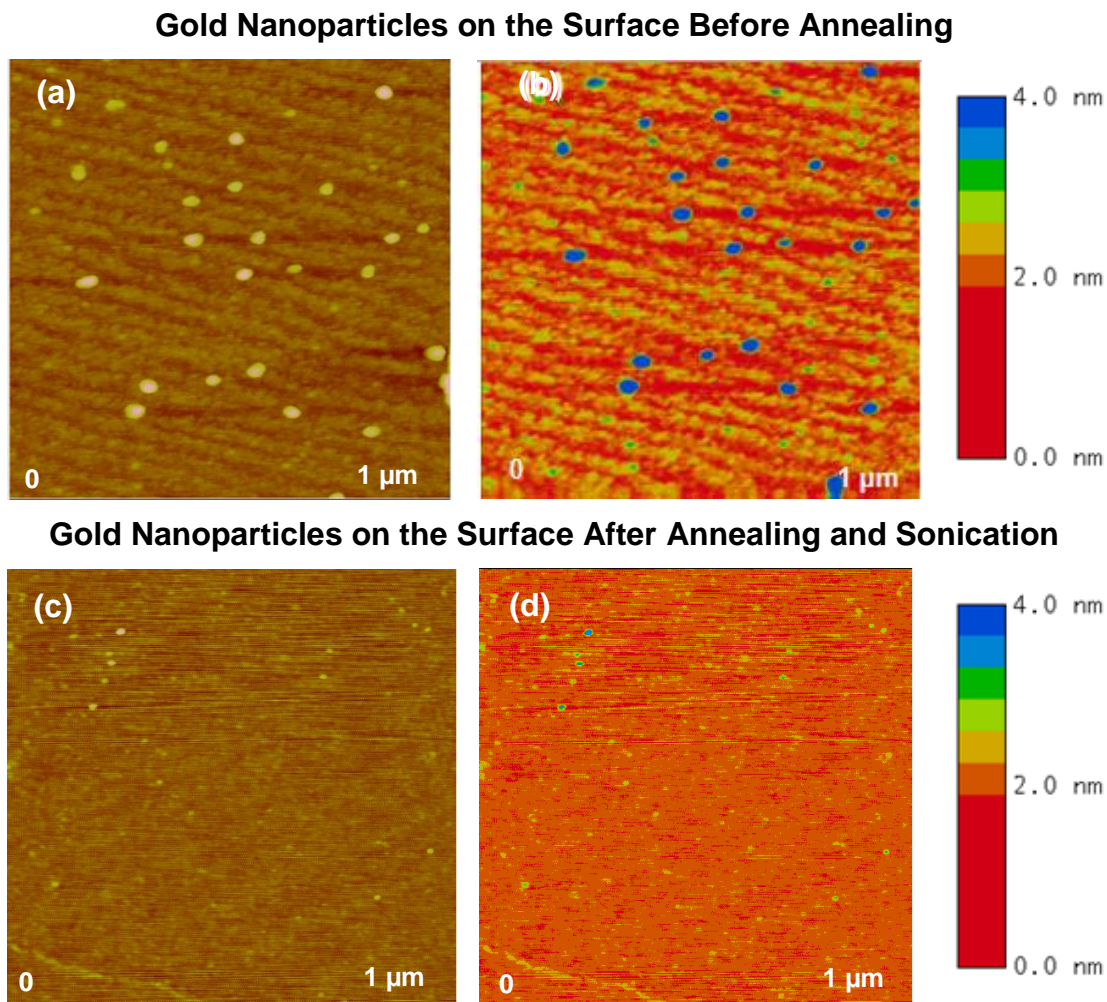 Gold Nanoparticles on the Surface Before Annealing
(a)
(b)
4.0 nm
2.0 nm
0.0 nm
0
1 µm
0
1 µm
Gold Nanoparticles on the Surface After Annealing and Sonication
(c)
(d)
4.0 nm
2.0 nm
0.0 nm
0
1 µm
0
1 µm